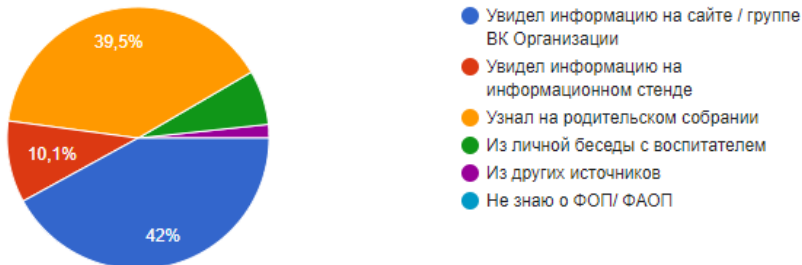 39,5%
10,1%
42%
Увидел информацию на сайте / группе
ВК Организации
Увидел информацию на
информационном стенде
Узнал на родительском собрании
Из личной беседы с воспитателем
Из других источников
Не знаю о ФОП/ ФАОП